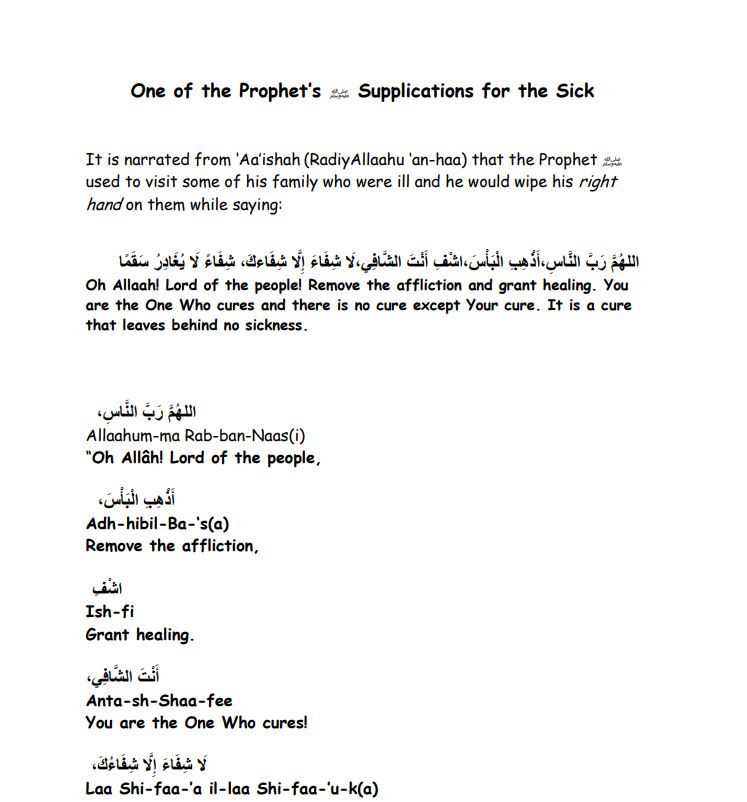 One of the Prophet’s ﷺ Supplications for the Sick
It is narrated from ‘Aa’ishah (RadiyAllaahu ‘an-haa) that the Prophet ﷺ
used to visit some of his family who were ill and he would wipe his right
hand on them while saying:
اللهُمَّ رَبَّ النَّاسِ،أَذْهِبِ الْبَأْسَ،اشْفِ أَنْتَ الشَّافِي،لَا شِفَاءَ إِلَّا شِفَاءكَ، شِفَاءً لَا يُغَادِرُ سَقَمًا
Oh Allaah! Lord of the people! Remove the affliction and grant healing. You
are the One Who cures and there is no cure except Your cure. It is a cure
that leaves behind no sickness.
اللهُمَّ رَبَّ النَّاسِ،
Allaahum-ma Rab-ban-Naas(i)
“Oh Allâh! Lord of the people,
أَذْهِبِ الْبَأْسَ،
Adh-hibil-Ba-‘s(a)
Remove the affliction,
اشْفِ
Ish-fi
Grant healing.
أَنْتَ الشَّافِي،
Anta-sh-Shaa-fee
You are the One Who cures!
لَا شِفَاءَ إِلَّا شِفَاءُكَ،
Laa Shi-faa-’a il-laa Shi-faa-’u-k(a)